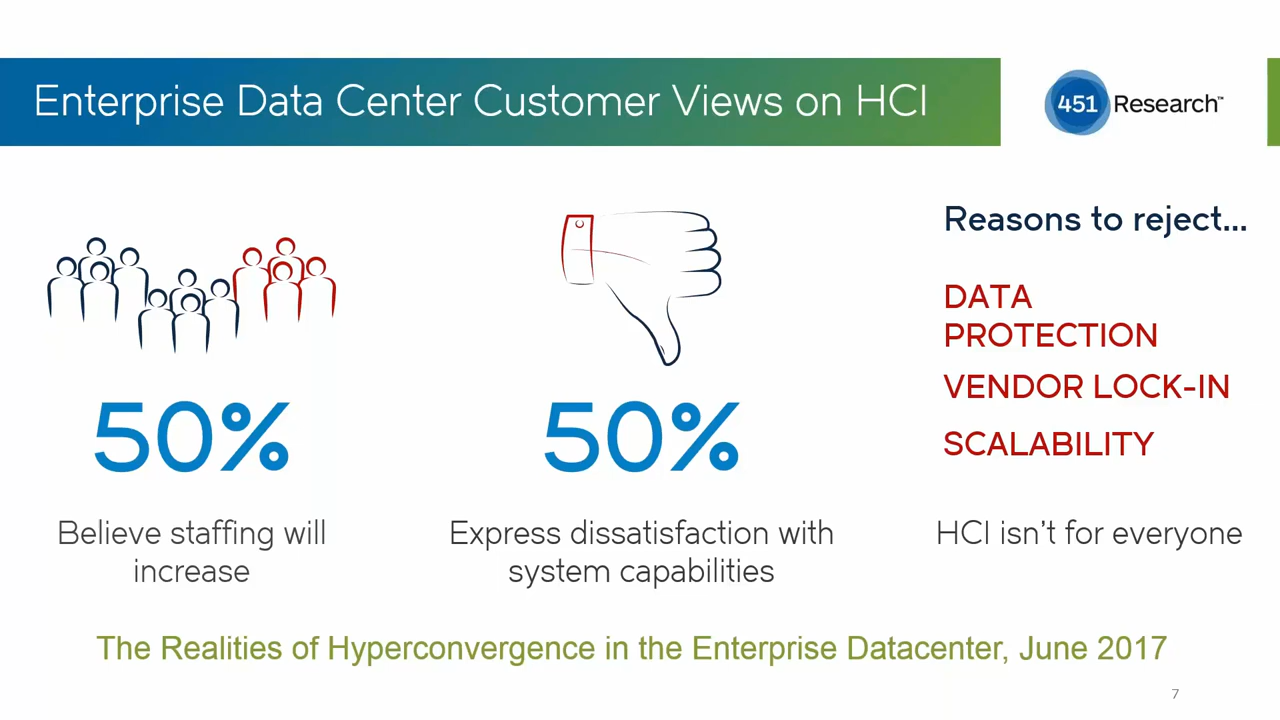 Enterprise Data Center Customer Views on HCI
451 Research™
50%
Believe staffing will
increase
50%
Express dissatisfaction with
system capabilities
Reasons to reject...
DATA
PROTECTION
VENDOR LOCK-IN
SCALABILITY
HCI isn’t for everyone
The Realities of Hyperconvergence in the Enterprise Datacenter, June 2017
7